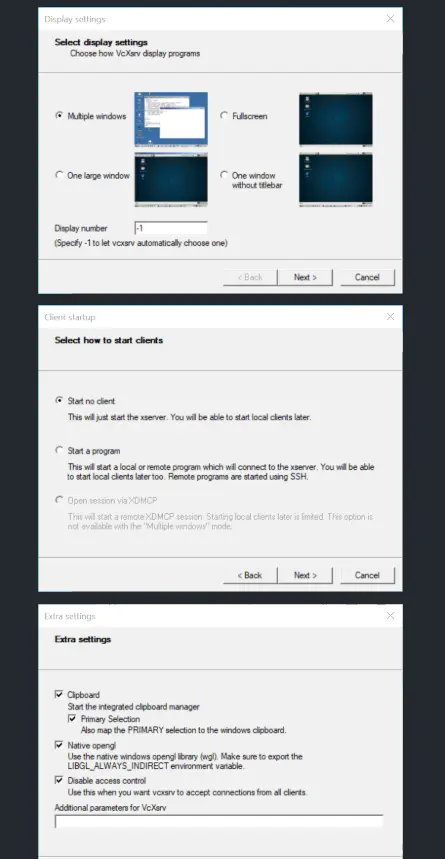 Display settings
Select display settings
Choose how VcXsrv display programs
Multiple windows
Fullscreen
One large window
One window
without titlebar
Display number
-1
(Specify -1 to let vcxsrv automatically choose one)
< Back
Next >
Cancel
Client startup
Select how to start clients
Start no client
This will just start the xserver. You will be able to start local clients later.
Start a program
This will start a local or remote program which will connect to the xserver. You will be able
to start local clients later too. Remote programs are started using SSH.
Open session via XDMCP
This will start a remote XDMCP session. Starting local clients later is limited. This option is
not available with the "Multiple windows" mode.
< Back
Next >
Cancel
Extra settings
Extra settings
Clipboard
Start the integrated clipboard manager
Primary Selection
Also map the PRIMARY selection to the windows clipboard.
Native opengl
Use the native windows opengl library (wgl). Make sure to export the
LIBGL_ALWAYS_INDIRECT environment variable.
Disable access control
Use this when you want vcxsrv to accept connections from all clients.
Additional parameters for VcXsrv